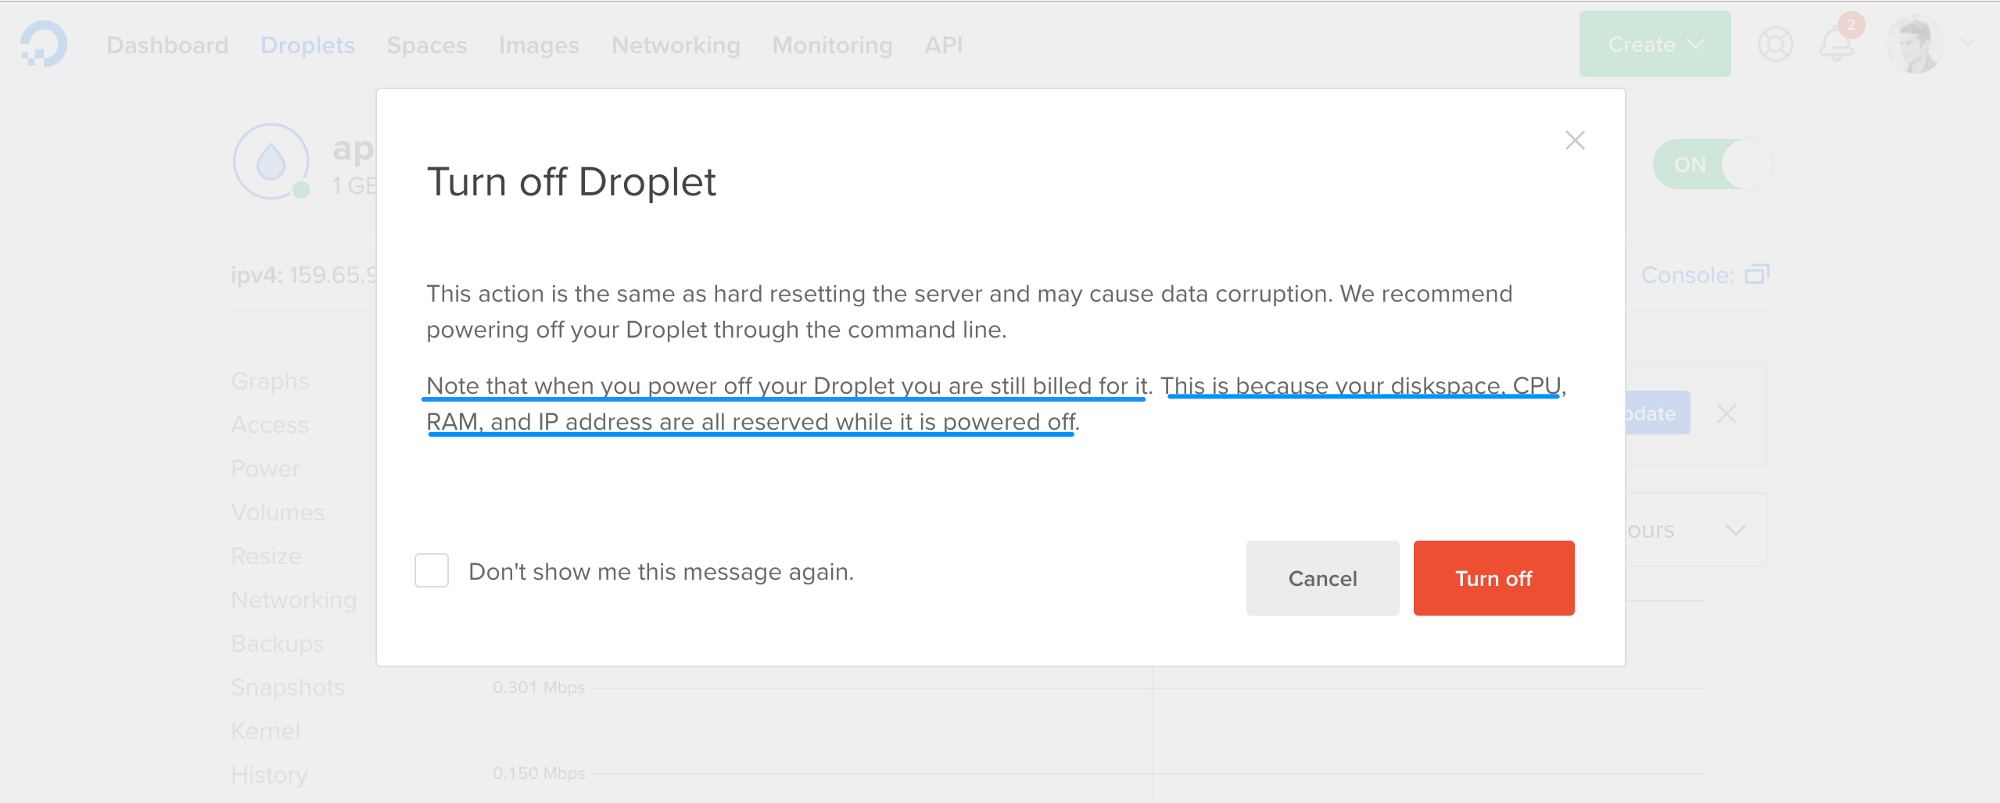 Dashboard Droplets Spaces Images Networking Monitoring API Create 2
Turn off Droplet
ON
1
ipv4: 159.65.9
Console:
This action is the same as hard resetting the server and may cause data corruption. We recommend
powering off your Droplet through the command line.
Note that when you power off your Droplet you are still billed for it. This is because your diskspace, CPU,
RAM, and IP address are all reserved while it is powered off.
Don't show me this message again.
Cancel
Turn off
Graphs
Access
Power
Volumes
Resize
Networking
Backups
Snapshots
Kernel
History
0.301 Mbps
0.150 Mbps